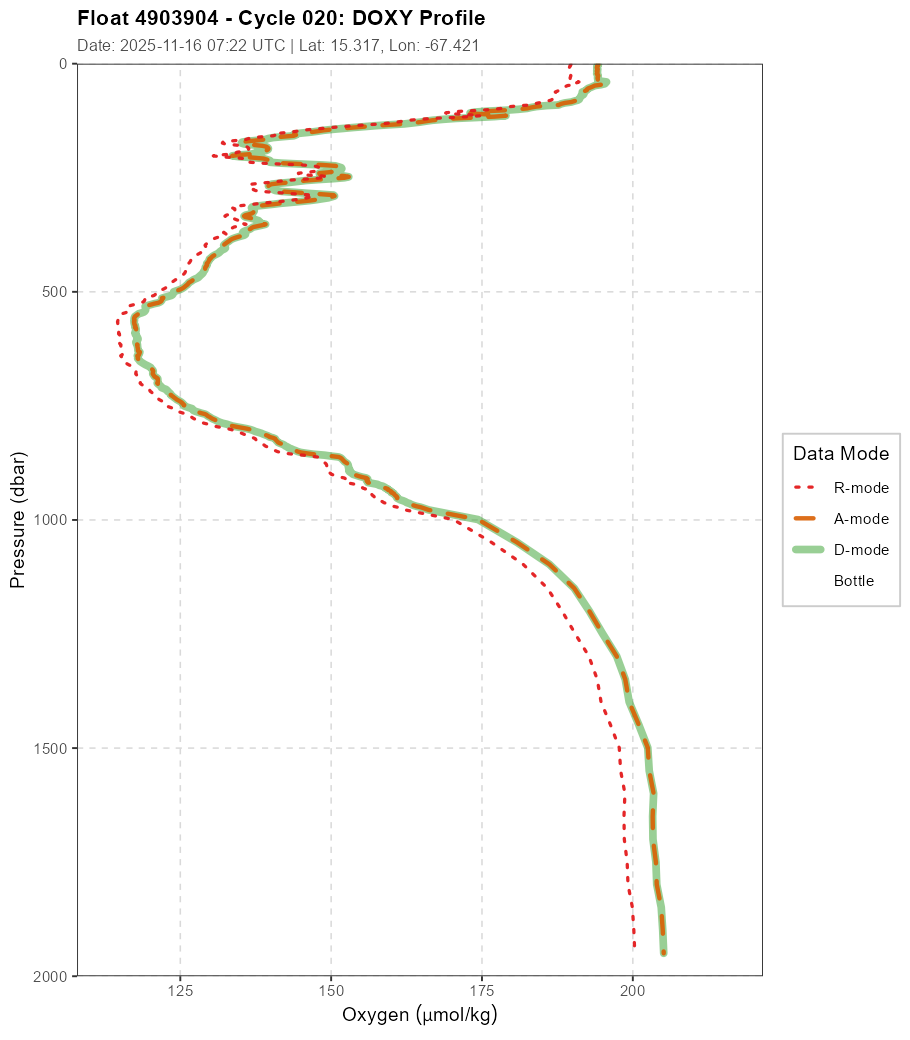 Float 4903904 - Cycle 020: DOXY Profile
Date: 2025-11-16 07:22 UTC | Lat: 15.317, Lon: -67.421
0
500
1000
1500
2000
Pressure (dbar)
125
150
175
200
Oxygen (µmol/kg)
Data Mode
R-mode
A-mode
D-mode
Bottle